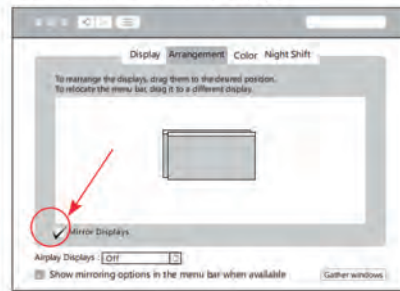 Display Arrangement Color Night Shift
To rearrange the displays, drag them to the desired position.
To relocate the menu bar, drag it to a different display.
Mirror Displays
Airplay Displays : Off
Show mirroring options in the menu bar when available
Gather windows